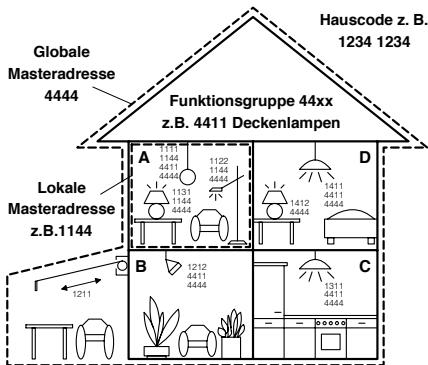 Hauscode z. B.
1234 1234
Globale
Masteradresse
4444
Funktionsgruppe 44xx
z.B. 4411 Deckenlampen
A
1111
1144
4411
4444
1122
1144
4444
1131
1144
4444
D
1411
4411
4444
1412
4444
Lokale
Masteradresse
z.B.1144
B
1212
4411
4444
C
1311
4411
4444
1211